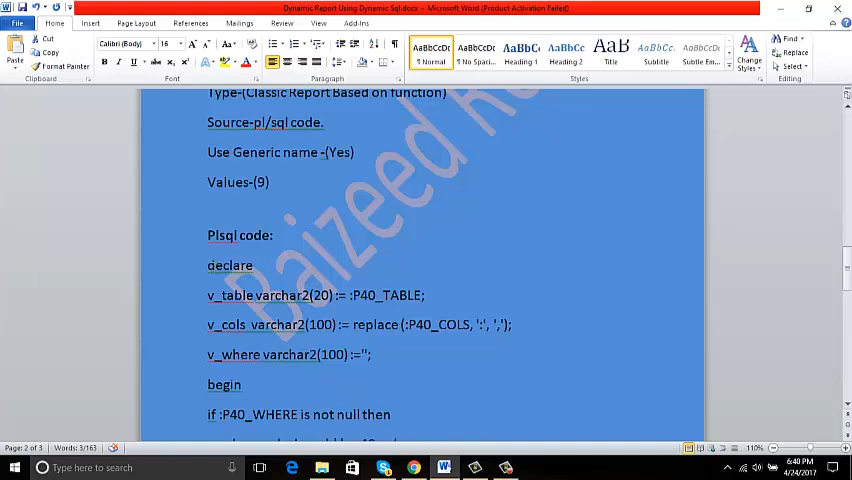 Dynamic Report Using Dynamic Sql.docx - Microsoft Word (Product Activation Failed)
File Home Insert Page Layout References Mailings Review View Add-Ins
Paste
Cut
Copy
Format Painter
Clipboard
Calibri (Body) 16
Font
Paragraph
AaBbCcDc AaBbCcDc AaBbCc AaBbCc AaB AaBbCcL AaBbCcDc
¶ Normal ¶ No Spaci... Heading 1 Heading 2 Title Subtitle Subtle Em...
Styles
Change
Styles
Find
Replace
Select
Editing
Type-(Classic Report Based on function)
Source-pl/sql code.
Use Generic name -(Yes)
Values-(9)
Plsql code:
declare
v_table varchar2(20) := :P40_TABLE;
v_cols varchar2(100) := replace (:P40_COLS, ':', ',');
v_where varchar2(100) :='';
begin
if :P40_WHERE is not null then
Baizeed
Page: 2 of 3 Words: 3/163 110%
Type here to search
6:40 PM
4/24/2017